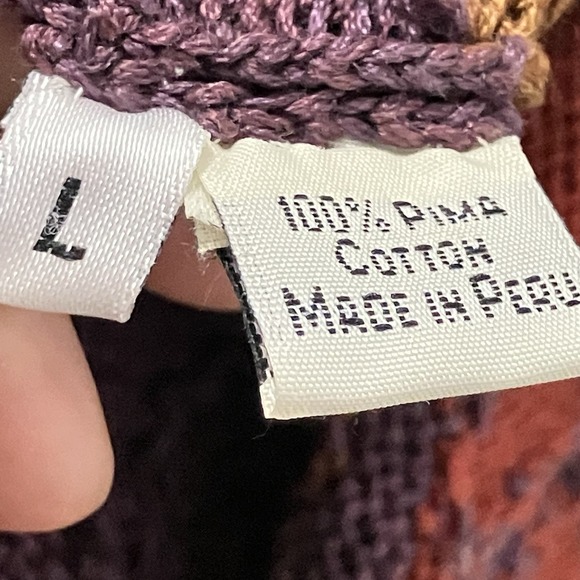 L
100% PIMA
COTTON
MADE IN PERU